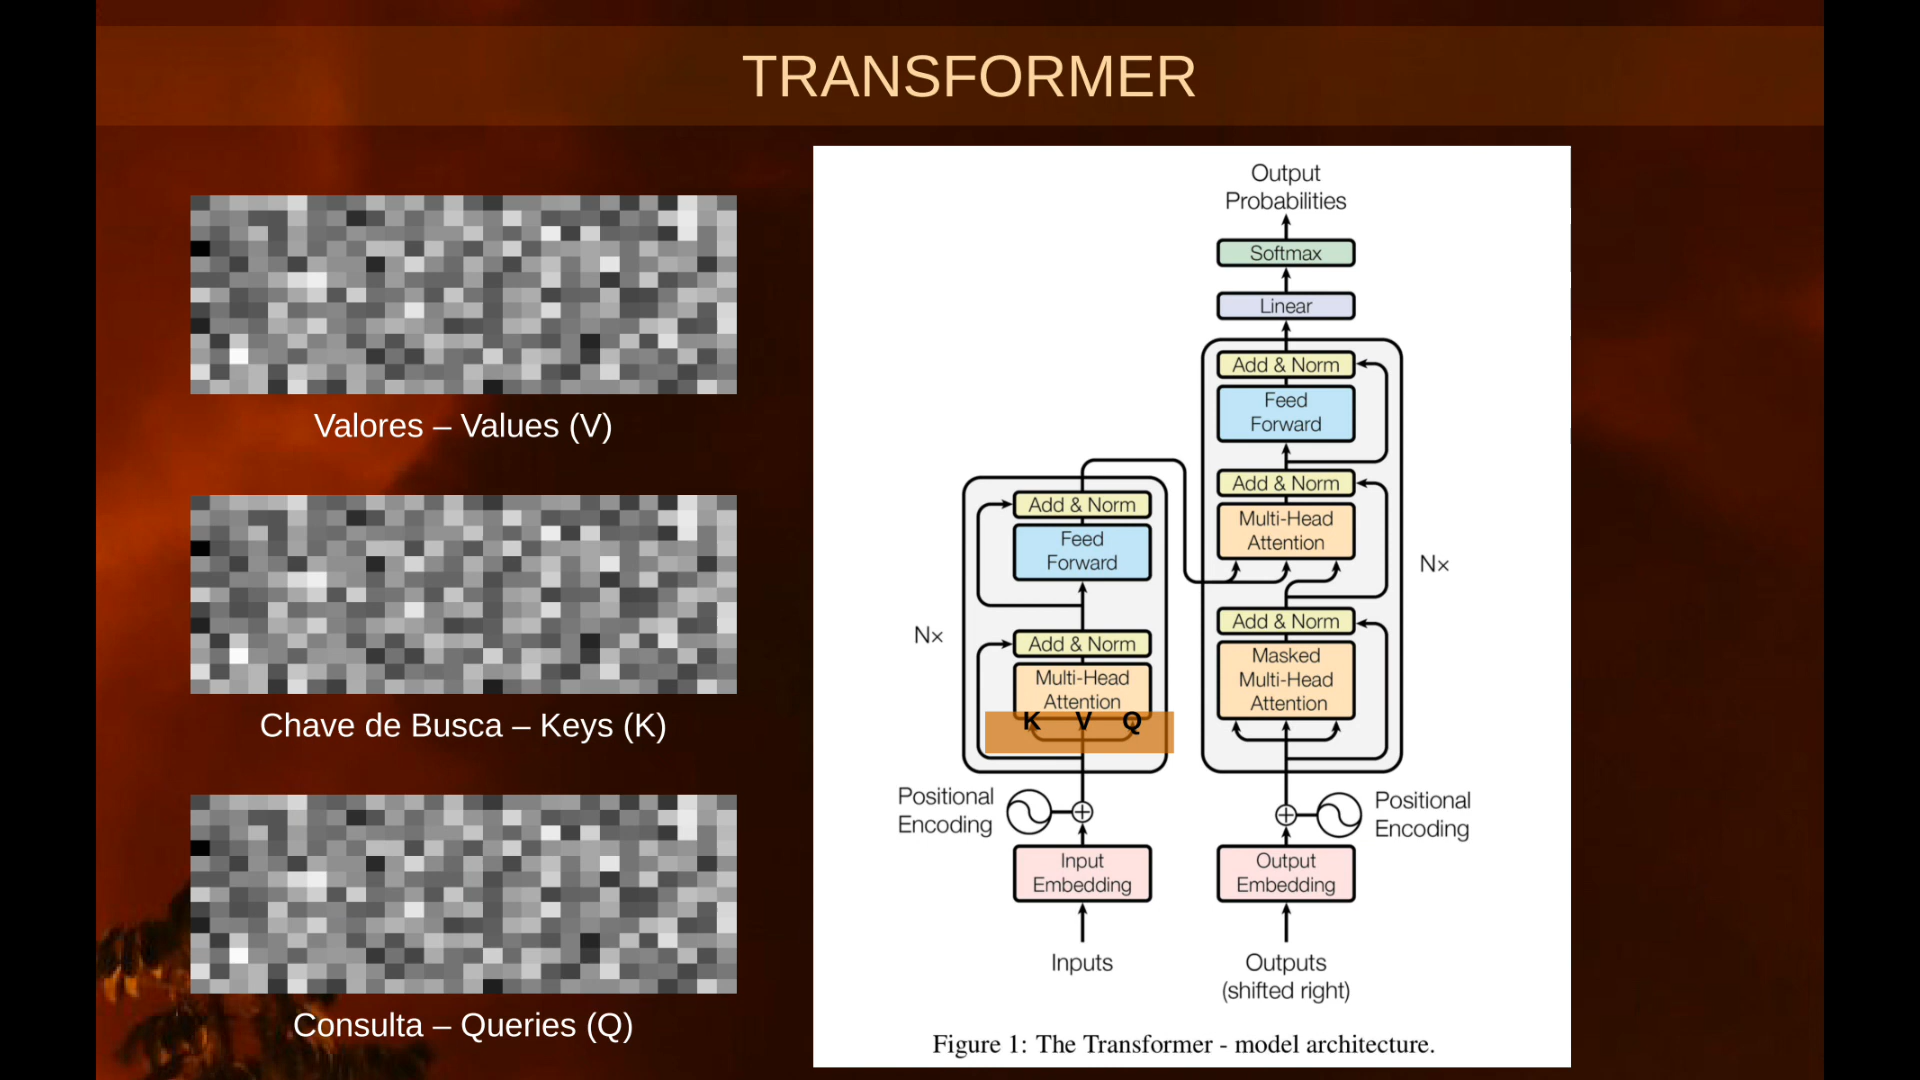 TRANSFORMER
Valores – Values (V)
Chave de Busca – Keys (K)
Consulta – Queries (Q)
Output
Probabilities
Softmax
Linear
Add & Norm
Feed
Forward
Add & Norm
Multi-Head
Attention
Nx
Add & Norm
Masked
Multi-Head
Attention
Add & Norm
Feed
Forward
Nx
Add & Norm
Multi-Head
Attention
K V Q
Positional
Encoding
Positional
Encoding
Input
Embedding
Output
Embedding
Inputs
Outputs
(shifted right)
Figure 1: The Transformer - model architecture.